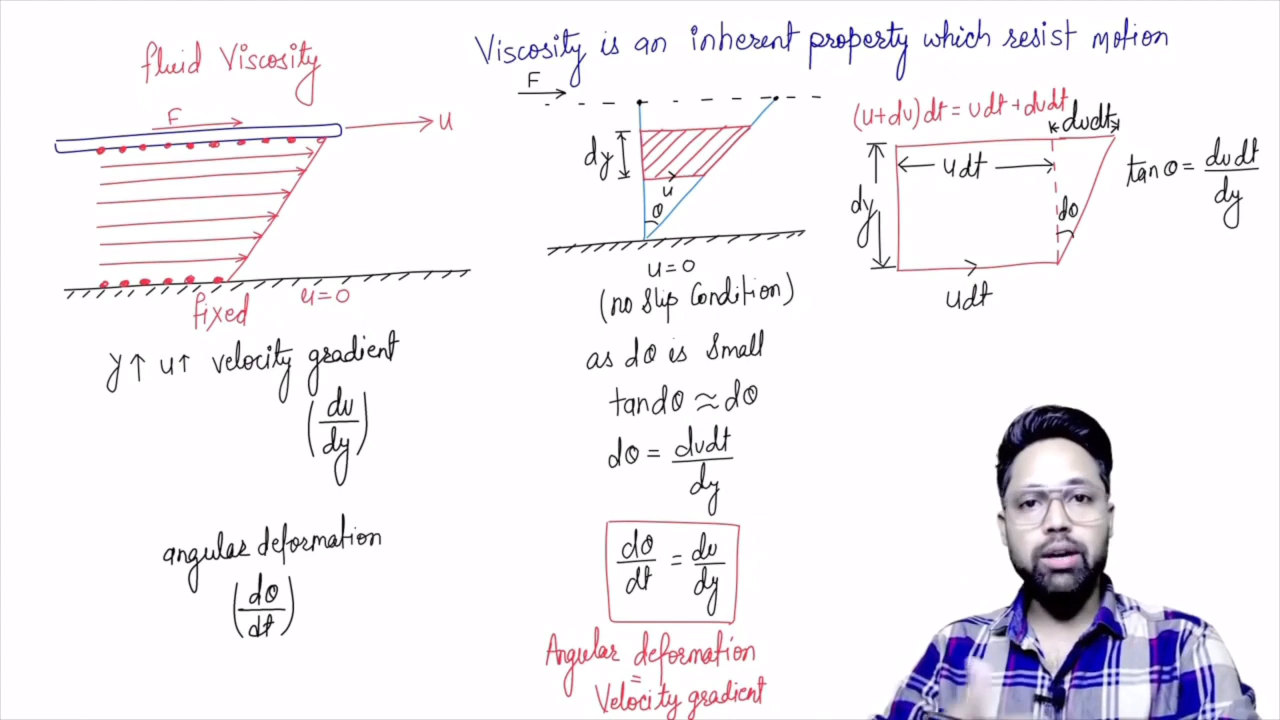 fluid Viscosity
F
u
fixed
u=0
y↑ u↑ velocity gradient
(du/dy)
angular deformation
(dθ/dt)
Viscosity is an inherent property which resist motion
F
dy
u
θ
u=0
(no slip Condition)
as dθ is small
tandθ ≈ dθ
dθ = dudt/dy
dθ/dt = du/dy
Angular deformation
=
Velocity gradient
(u+du)dt = udt+dudt
dudt
udt
dy
dθ
udt
tanθ = dudt/dy